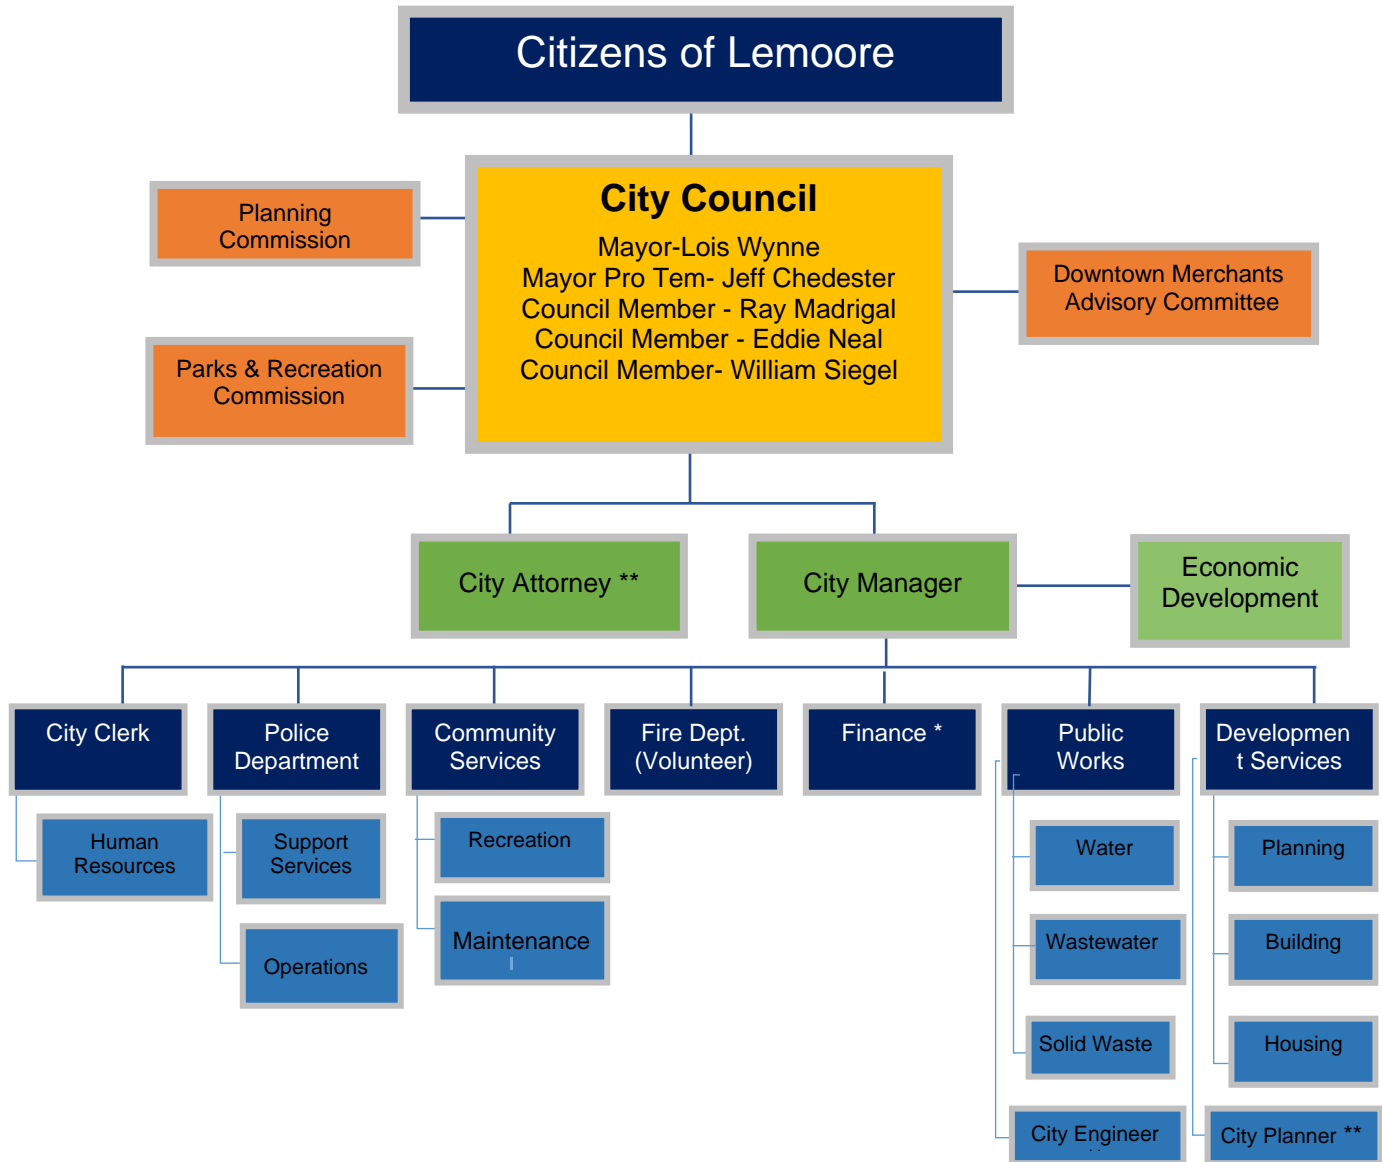 Citizens of Lemoore
City Council
Mayor-Lois Wynne
Mayor Pro Tem- Jeff Chedester
Council Member - Ray Madrigal
Council Member - Eddie Neal
Council Member- William Siegel
Planning
Commission
Parks & Recreation
Commission
Downtown Merchants
Advisory Committee
City Attorney **
City Manager
Economic
Development
City Clerk
Police
Department
Community
Services
Fire Dept.
(Volunteer)
Finance *
Public
Works
Developmen
t Services
Human
Resources
Support
Services
Operations
Recreation
Maintenance
Water
Wastewater
Solid Waste
City Engineer
Planning
Building
Housing
City Planner **